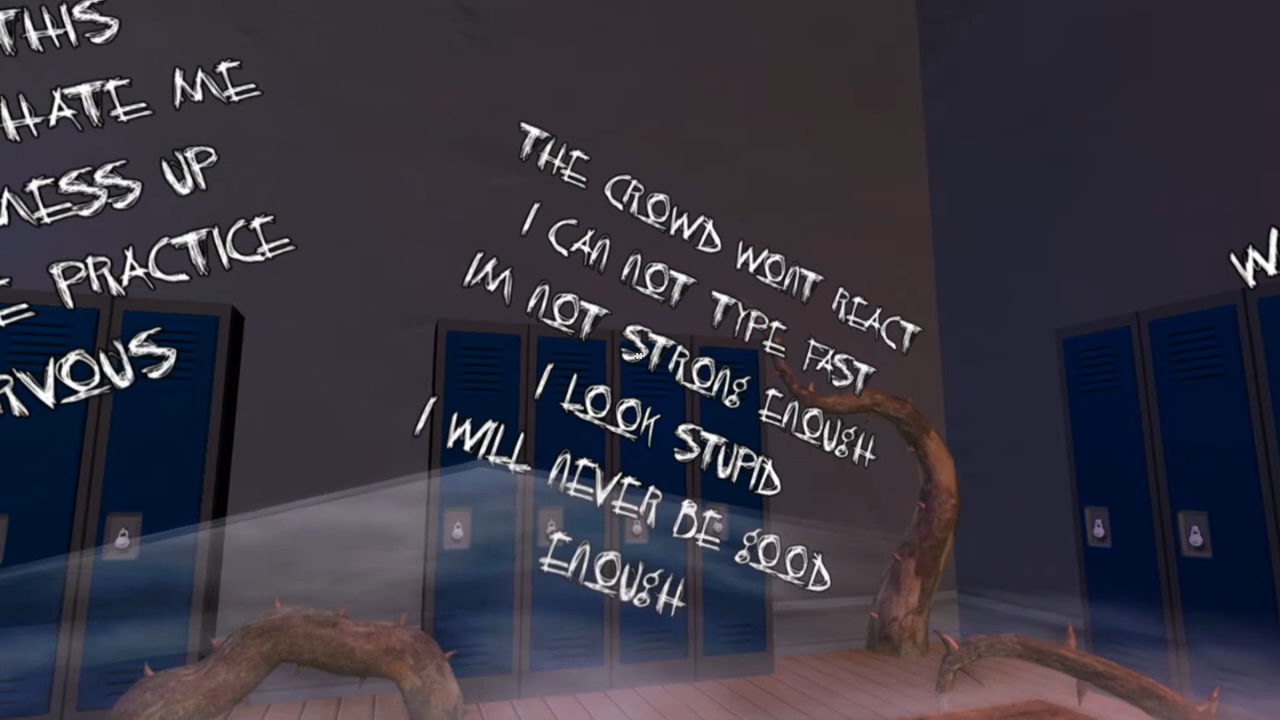 THIS
HATE ME
MESS UP
PRACTICE
THE CROWD WONT REACT
I CAN NOT TYPE FAST
IM NOT STRONG ENOUGH
I LOOK STUPID
I WILL NEVER BE GOOD
ENOUGH